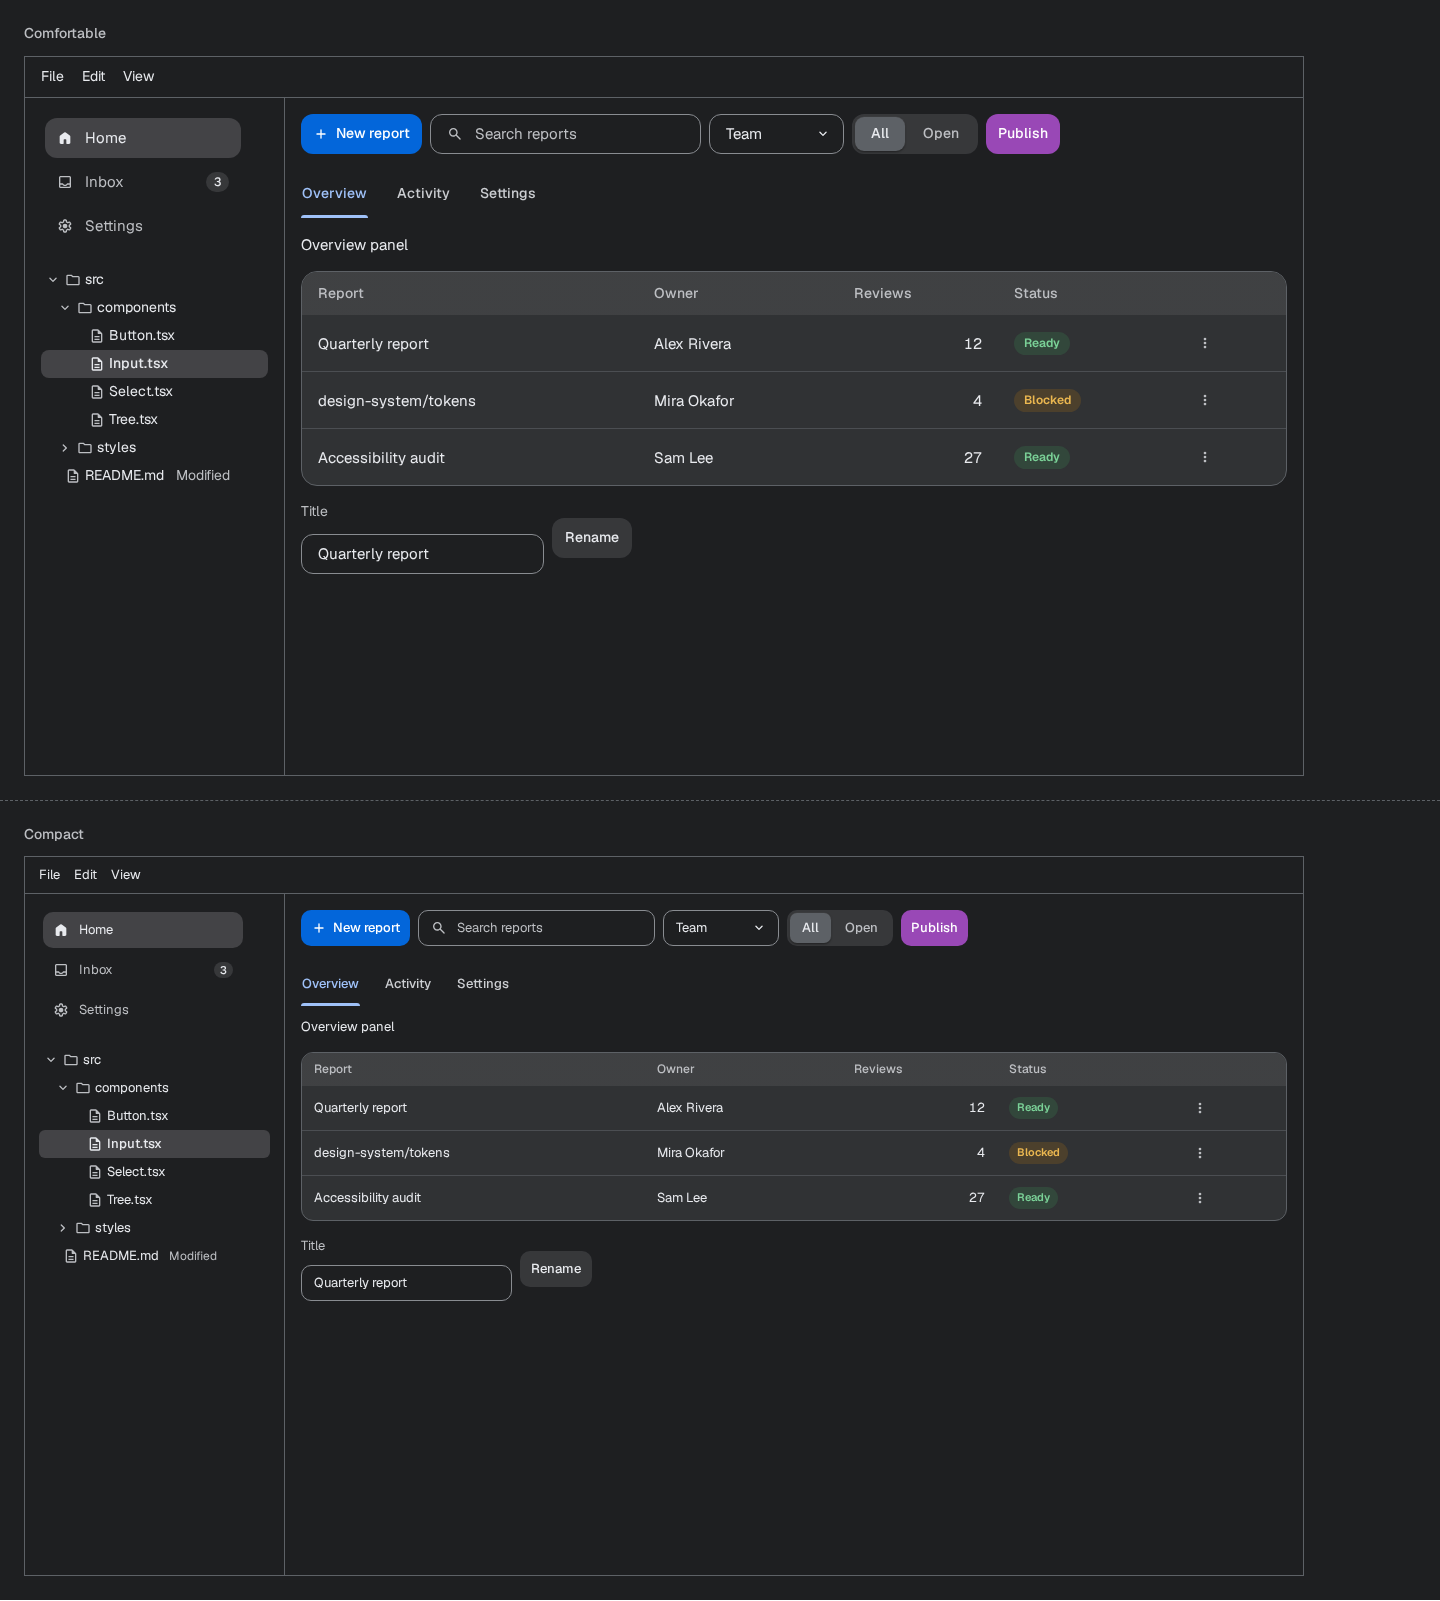 Comfortable
File Edit View
Home
Inbox 3
Settings
src
components
Button.tsx
Input.tsx
Select.tsx
Tree.tsx
styles
README.md Modified
New report Search reports Team All Open Publish
Overview Activity Settings
Overview panel
Report Owner Reviews Status
Quarterly report Alex Rivera 12 Ready
design-system/tokens Mira Okafor 4 Blocked
Accessibility audit Sam Lee 27 Ready
Title
Quarterly report Rename
Compact
File Edit View
Home
Inbox 3
Settings
src
components
Button.tsx
Input.tsx
Select.tsx
Tree.tsx
styles
README.md Modified
New report Search reports Team All Open Publish
Overview Activity Settings
Overview panel
Report Owner Reviews Status
Quarterly report Alex Rivera 12 Ready
design-system/tokens Mira Okafor 4 Blocked
Accessibility audit Sam Lee 27 Ready
Title
Quarterly report Rename